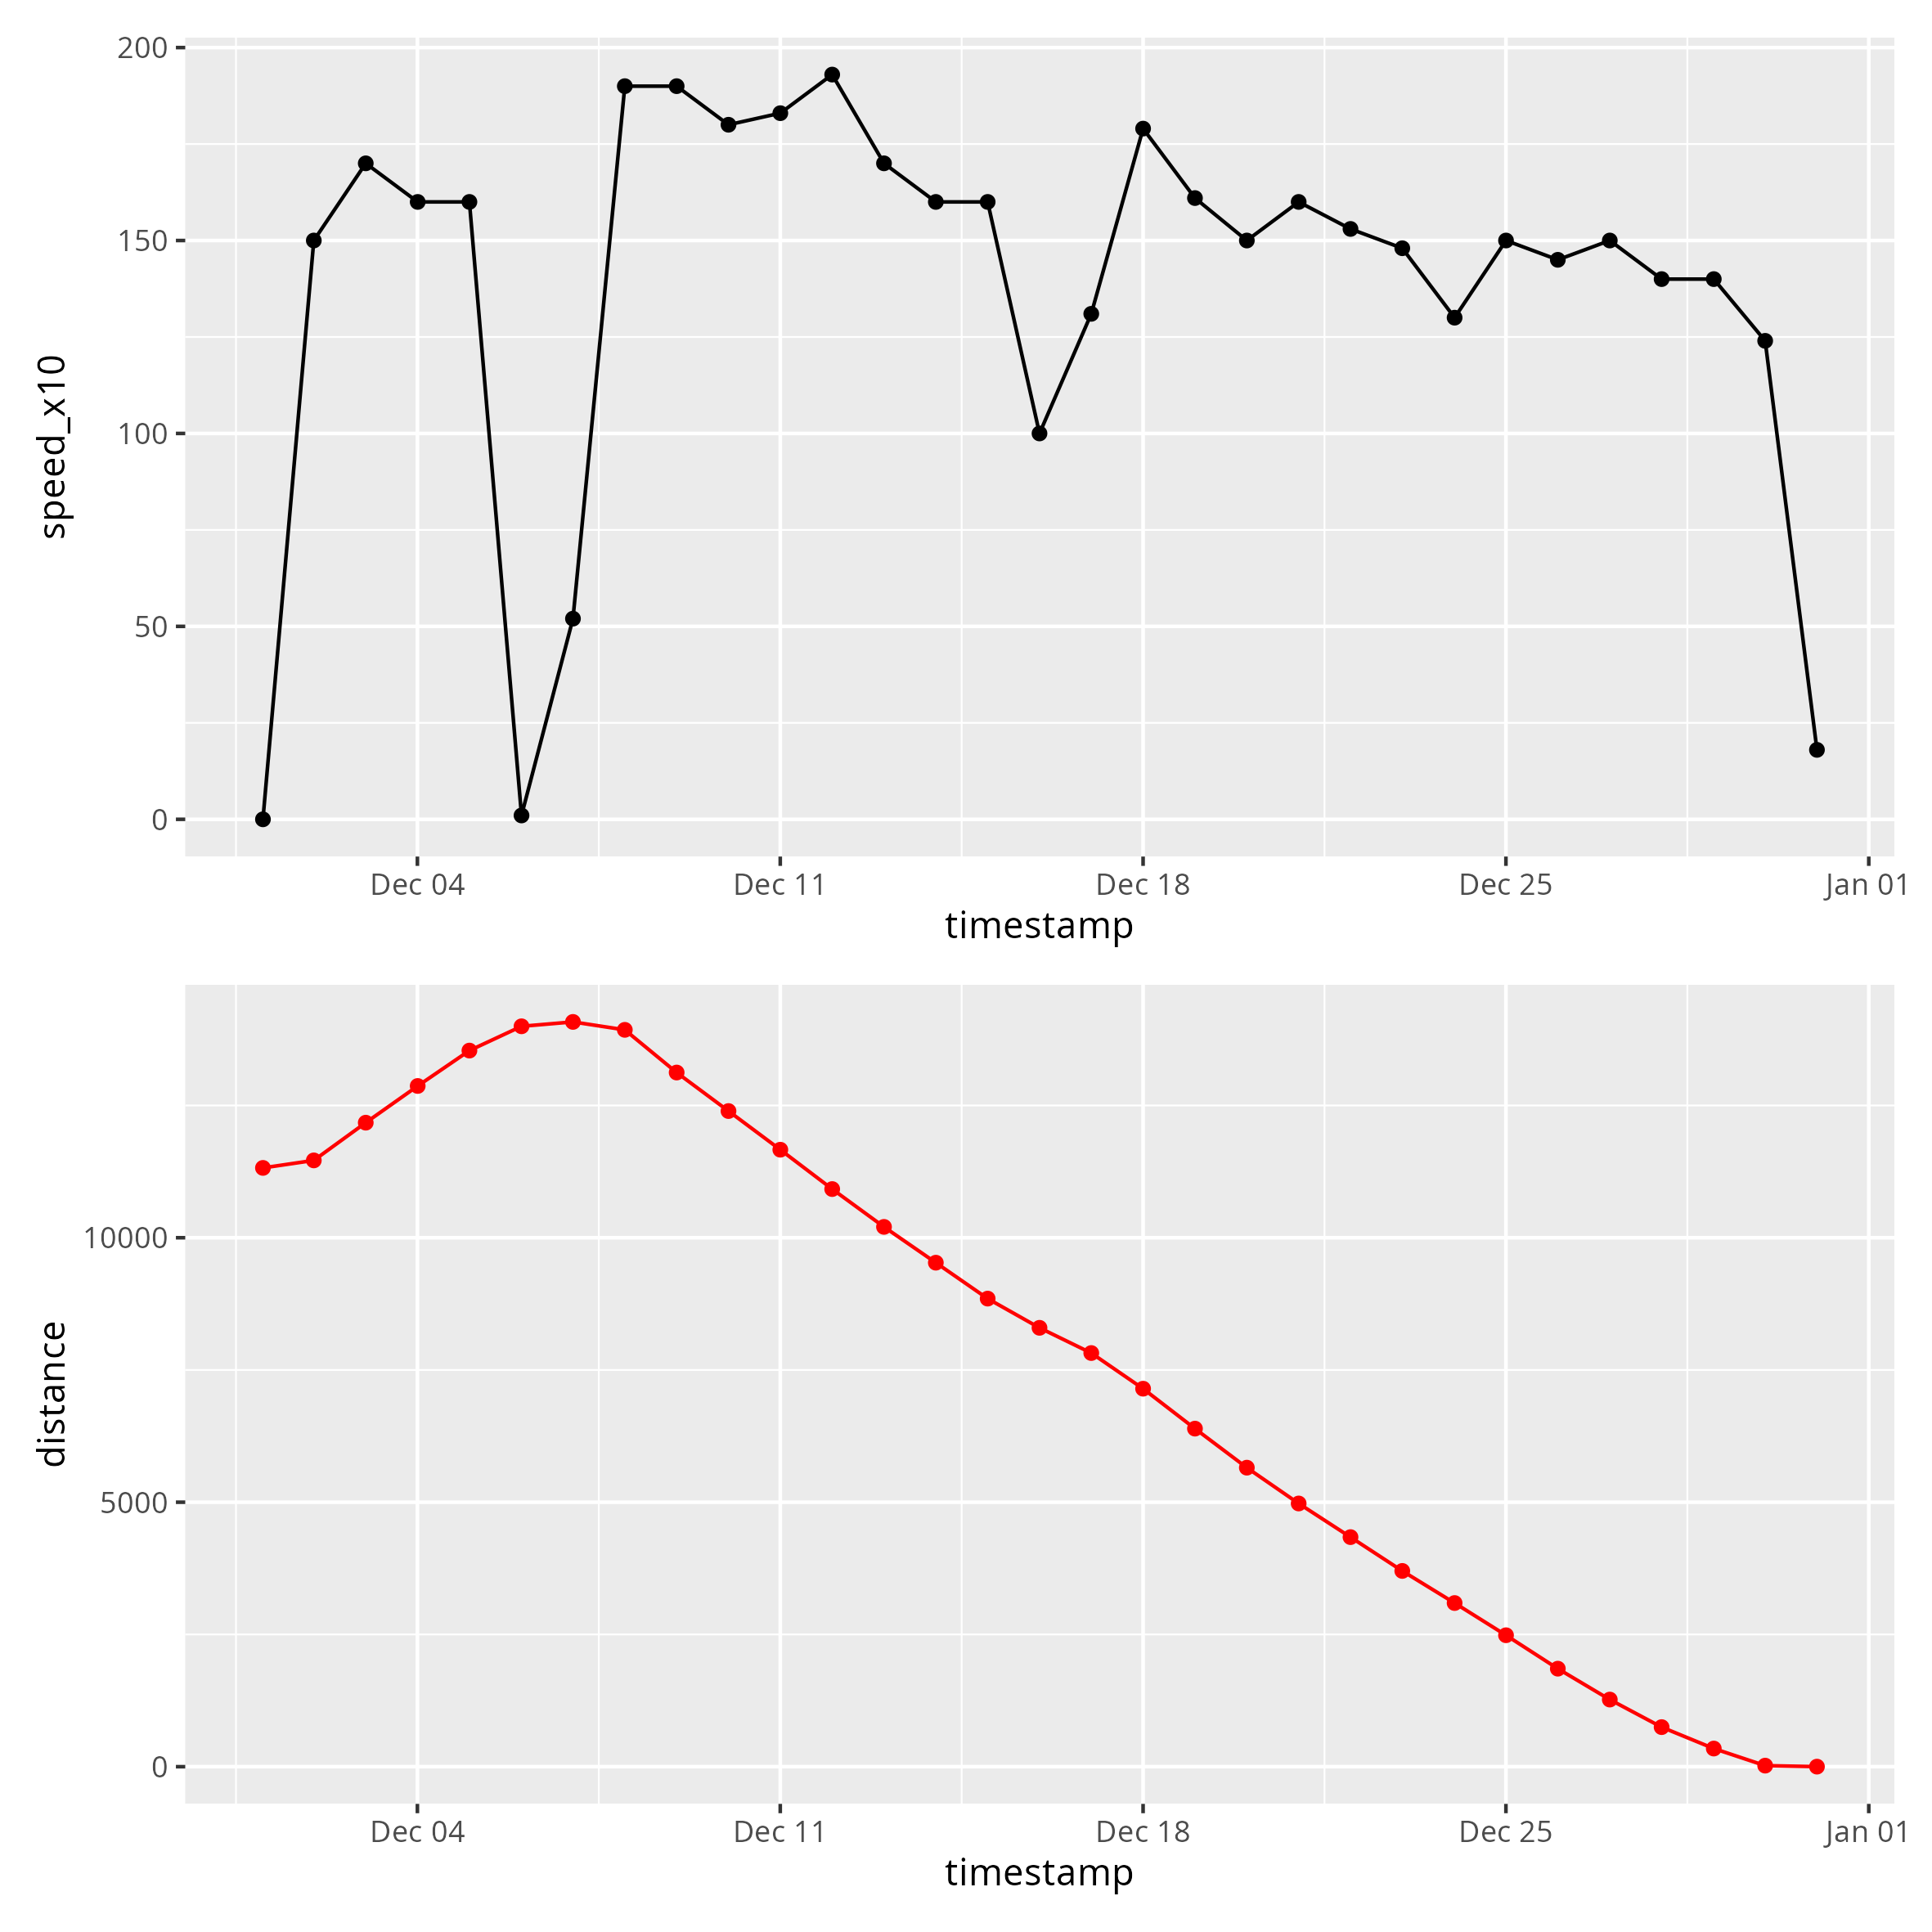 200
150
100
50
0
speed_x10
Dec 04 Dec 11 Dec 18 Dec 25 Jan 01
timestamp
10000
5000
0
distance
Dec 04 Dec 11 Dec 18 Dec 25 Jan 01
timestamp